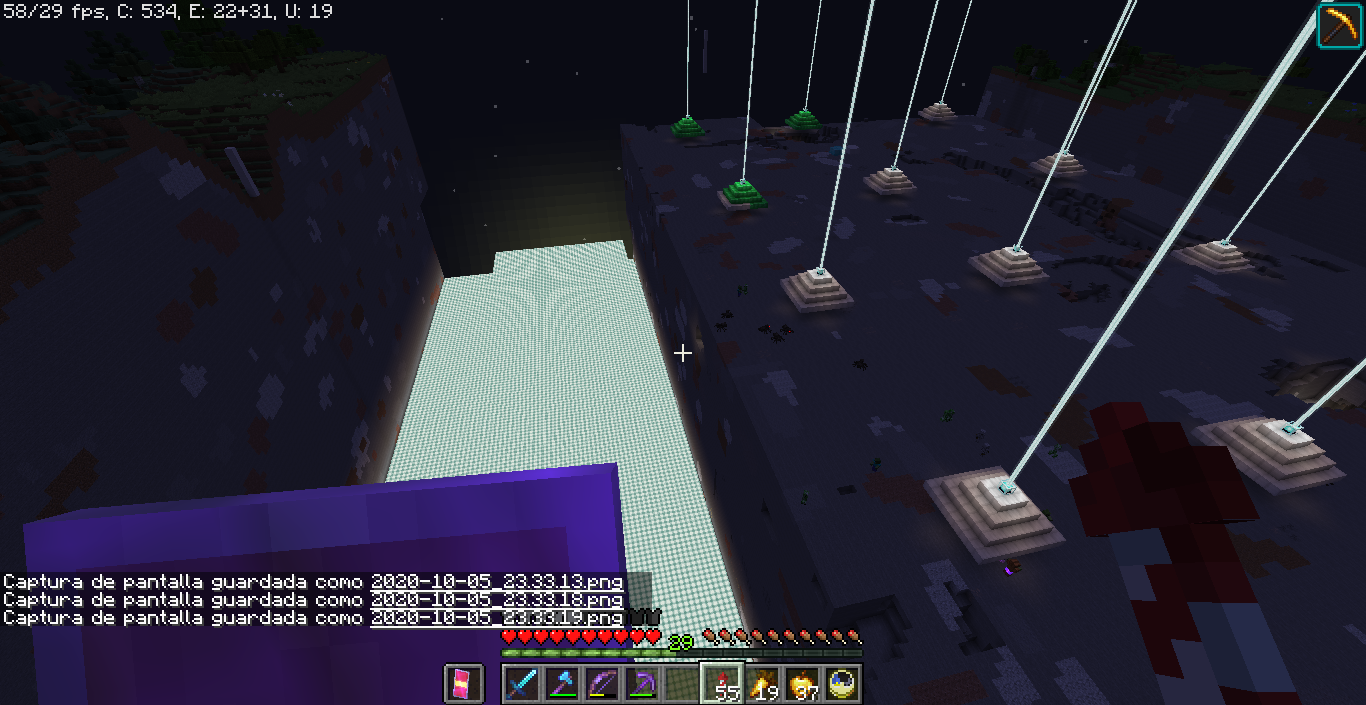 58/29 fps, C: 534, E: 22+31, U: 19
Captura de pantalla guardada como 2020-10-05_23.33.13.png
Captura de pantalla guardada como 2020-10-05_23.33.18.png
Captura de pantalla guardada como 2020-10-05_23.33.19.png
29
55 19 37